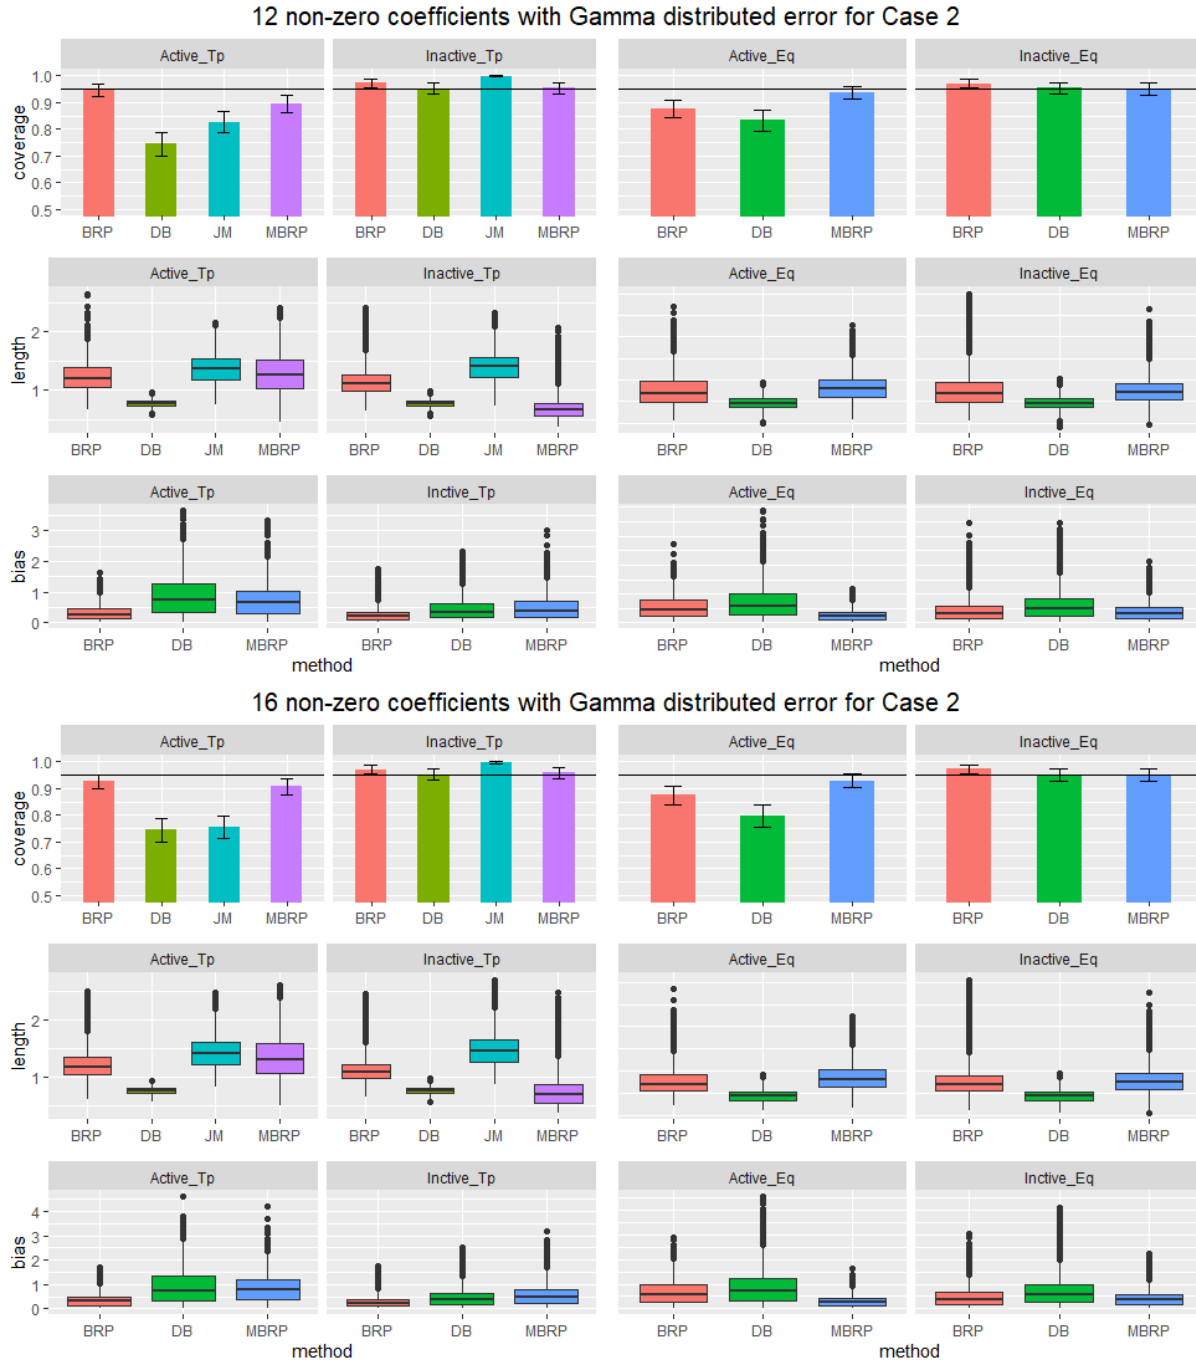 12 non-zero coefficients with Gamma distributed error for Case 2
Active_Tp Inactive_Tp Active_Eq Inactive_Eq
coverage
1.0
0.9
0.8
0.7
0.6
0.5
BRP DB JM MBRP BRP DB JM MBRP BRP DB MBRP BRP DB MBRP
Active_Tp Inactive_Tp Active_Eq Inactive_Eq
length
2
1
BRP DB JM MBRP BRP DB JM MBRP BRP DB MBRP BRP DB MBRP
Active_Tp Inctive_Tp Active_Eq Inctive_Eq
bias
3
2
1
0
BRP DB MBRP BRP DB MBRP BRP DB MBRP BRP DB MBRP
method method
16 non-zero coefficients with Gamma distributed error for Case 2
Active_Tp Inactive_Tp Active_Eq Inactive_Eq
coverage
1.0
0.9
0.8
0.7
0.6
0.5
BRP DB JM MBRP BRP DB JM MBRP BRP DB MBRP BRP DB MBRP
Active_Tp Inactive_Tp Active_Eq Inactive_Eq
length
2
1
BRP DB JM MBRP BRP DB JM MBRP BRP DB MBRP BRP DB MBRP
Active_Tp Inctive_Tp Active_Eq Inctive_Eq
bias
4
3
2
1
0
BRP DB MBRP BRP DB MBRP BRP DB MBRP BRP DB MBRP
method method